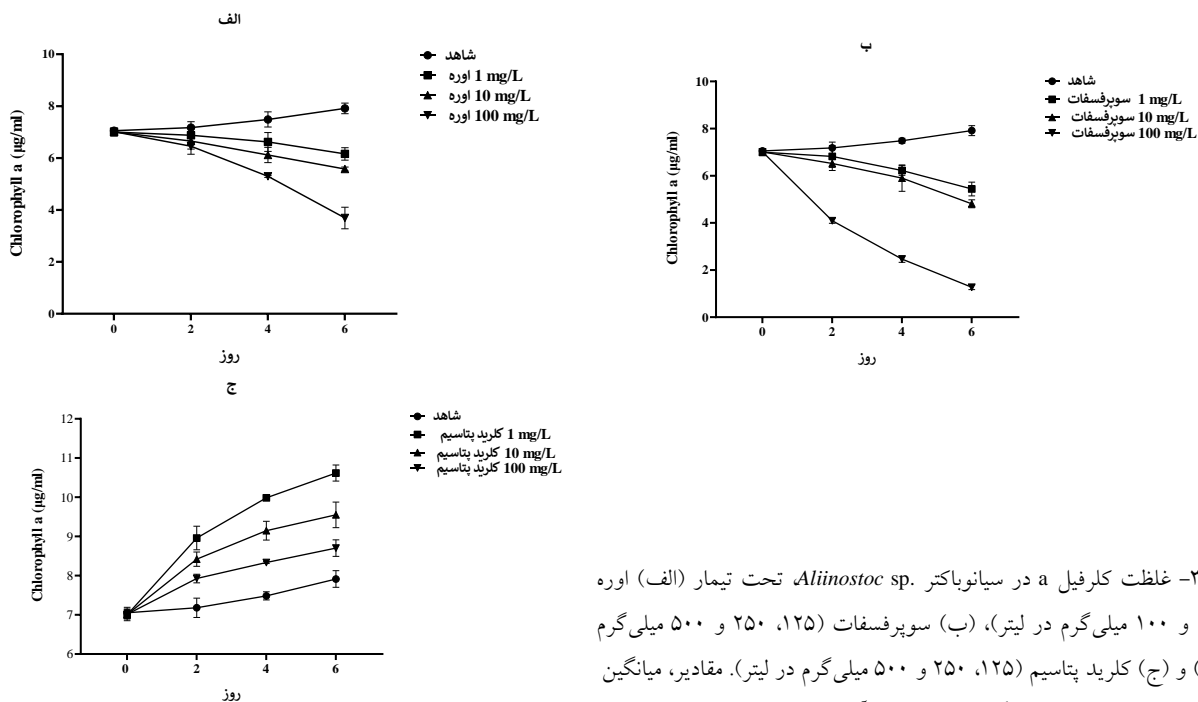 الف
10
8
6
4
2
0
Chlorophyll a (µg/ml)
0 2 4 6
روز
شاهد
1 mg/L اوره
10 mg/L اوره
100 mg/L اوره
ب
10
8
6
4
2
0
Chlorophyll a (µg/ml)
0 2 4 6
روز
شاهد
1 mg/L سوپرفسفات
10 mg/L سوپرفسفات
100 mg/L سوپرفسفات
ج
12
11
10
9
8
7
6
Chlorophyll a (µg/ml)
0 2 4 6
روز
شاهد
1 mg/L کلرید پتاسیم
10 mg/L کلرید پتاسیم
100 mg/L کلرید پتاسیم
۲- غلظت کلرفیل a در سیانوباکتر Aliinostoc sp.، تحت تیمار (الف) اوره
و ۱۰۰ میلی‌گرم در لیتر)، (ب) سوپرفسفات (۱۲۵، ۲۵۰ و ۵۰۰ میلی‌گرم
) و (ج) کلرید پتاسیم (۱۲۵، ۲۵۰ و ۵۰۰ میلی‌گرم در لیتر). مقادیر، میانگین